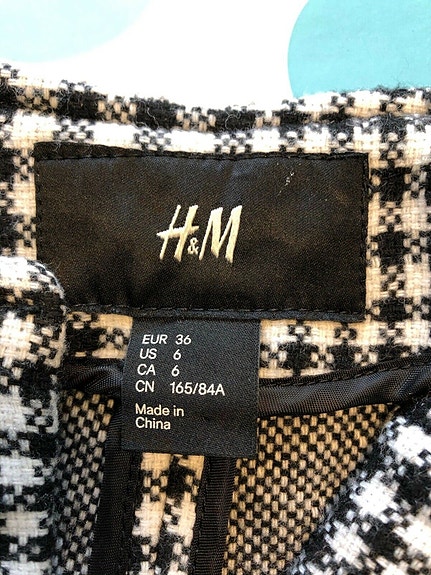 H&M
EUR 36
US 6
CA 6
CN 165/84A
Made in
China